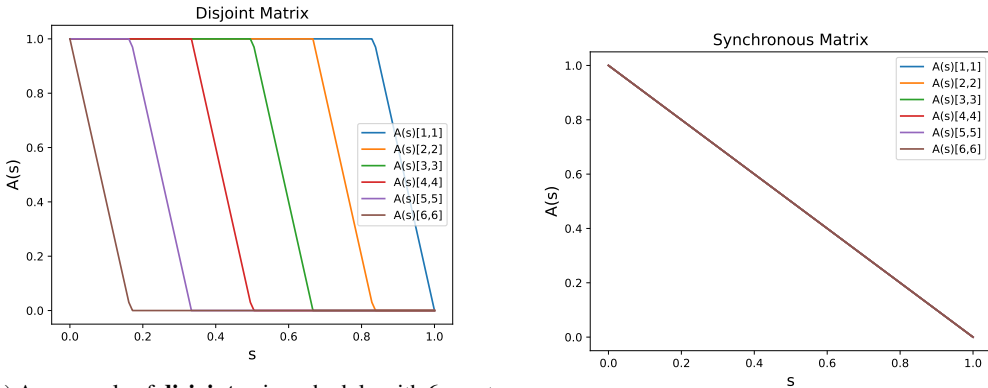 Disjoint Matrix
A(s)
1.0
0.8
0.6
0.4
0.2
0.0
A(s)[1,1]
A(s)[2,2]
A(s)[3,3]
A(s)[4,4]
A(s)[5,5]
A(s)[6,6]
0.0 0.2 0.4 0.6 0.8 1.0
s
Synchronous Matrix
A(s)
1.0
0.8
0.6
0.4
0.2
0.0
A(s)[1,1]
A(s)[2,2]
A(s)[3,3]
A(s)[4,4]
A(s)[5,5]
A(s)[6,6]
0.0 0.2 0.4 0.6 0.8 1.0
s